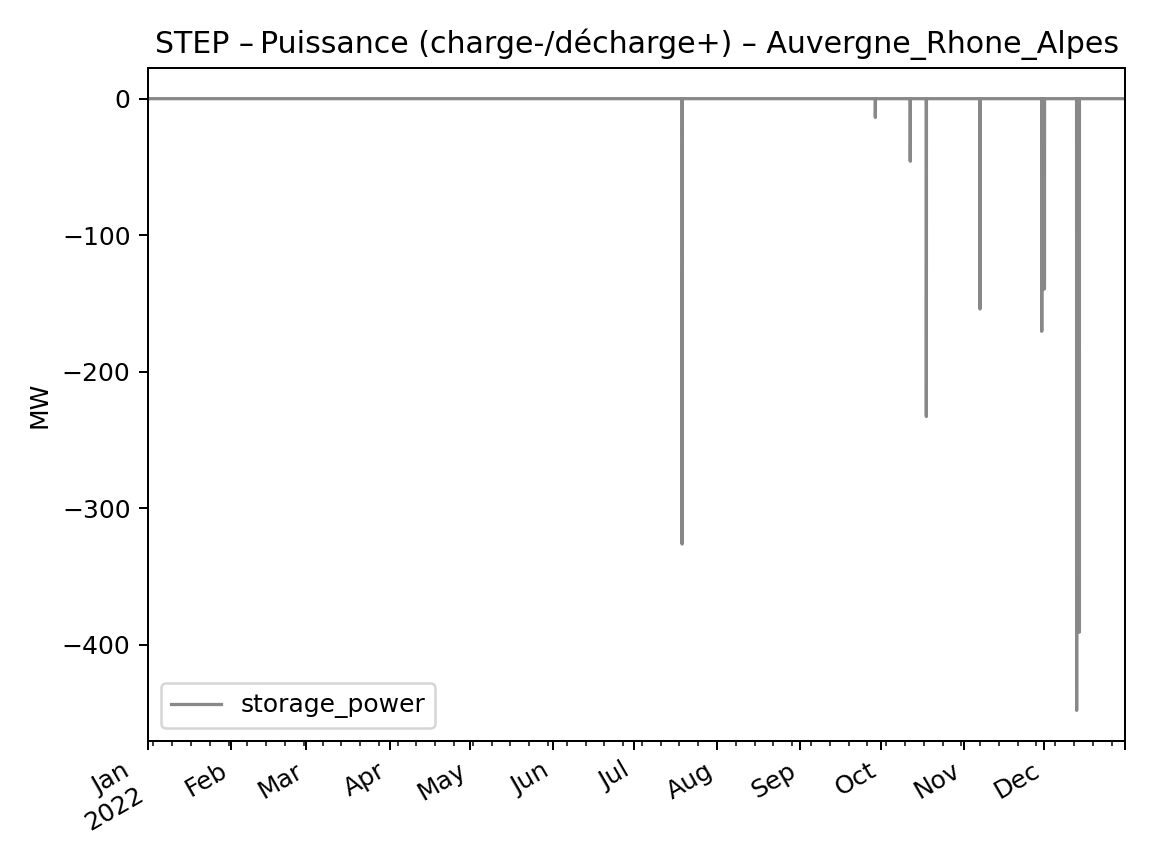 STEP – Puissance (charge-/décharge+) – Auvergne_Rhone_Alpes
0
−100
−200
−300
−400
MW
storage_power
Jan
2022
Feb
Mar
Apr
May
Jun
Jul
Aug
Sep
Oct
Nov
Dec